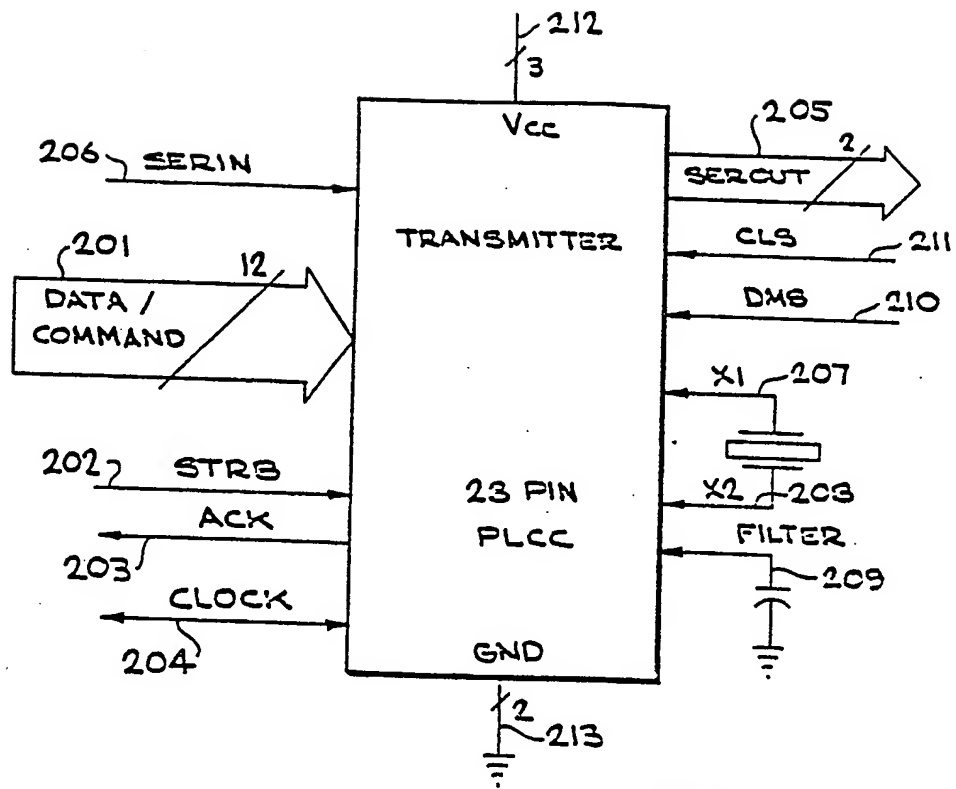 212
3
VCC
205
2
206
SERIN
SEROUT
TRANSMITTER
CLS
211
201
12
DATA /
COMMAND
DMS
210
X1
207
202
STRB
23 PIN
PLCC
X2
203
ACK
203
FILTER
209
CLOCK
204
GND
2
213